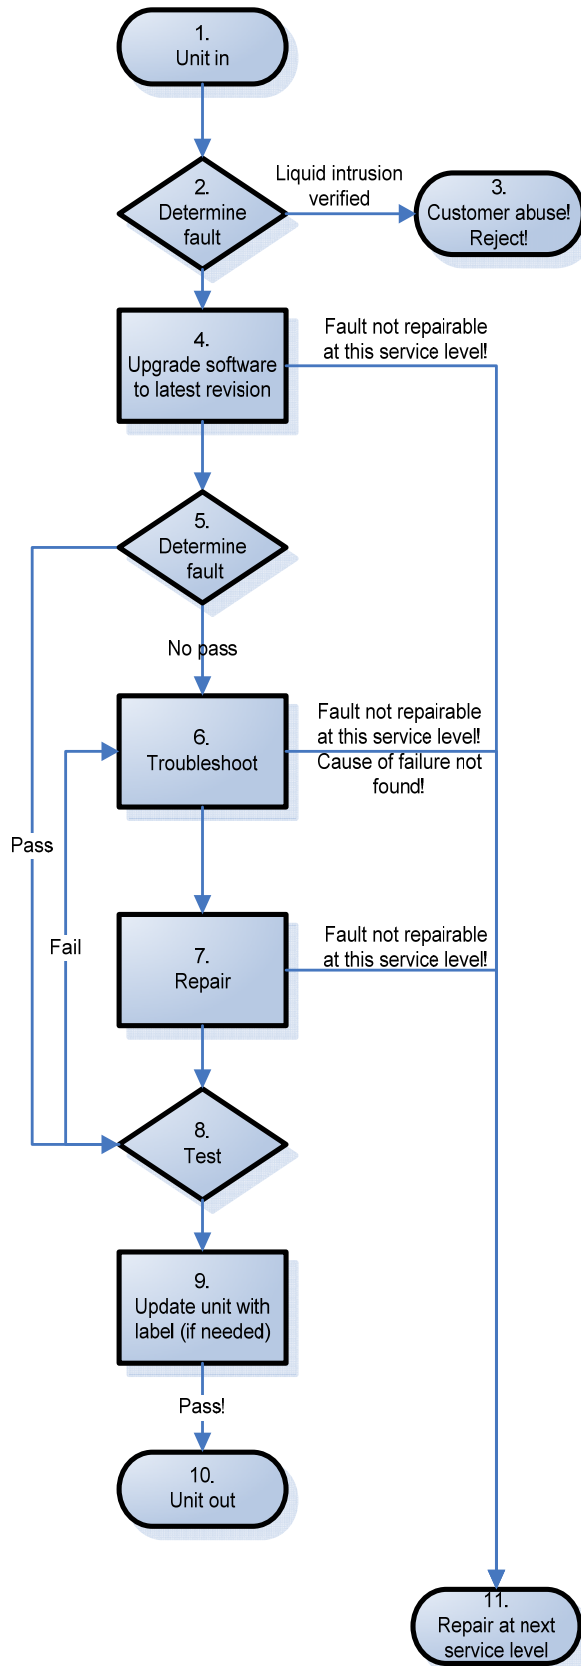 1.
Unit in
2.
Determine
fault
Liquid intrusion
verified
3.
Customer abuse!
Reject!
4.
Upgrade software
to latest revision
Fault not repairable
at this service level!
5.
Determine
fault
No pass
6.
Troubleshoot
Fault not repairable
at this service level!
Cause of failure not
found!
Pass
Fail
7.
Repair
Fault not repairable
at this service level!
8.
Test
9.
Update unit with
label (if needed)
Pass!
10.
Unit out
11.
Repair at next
service level